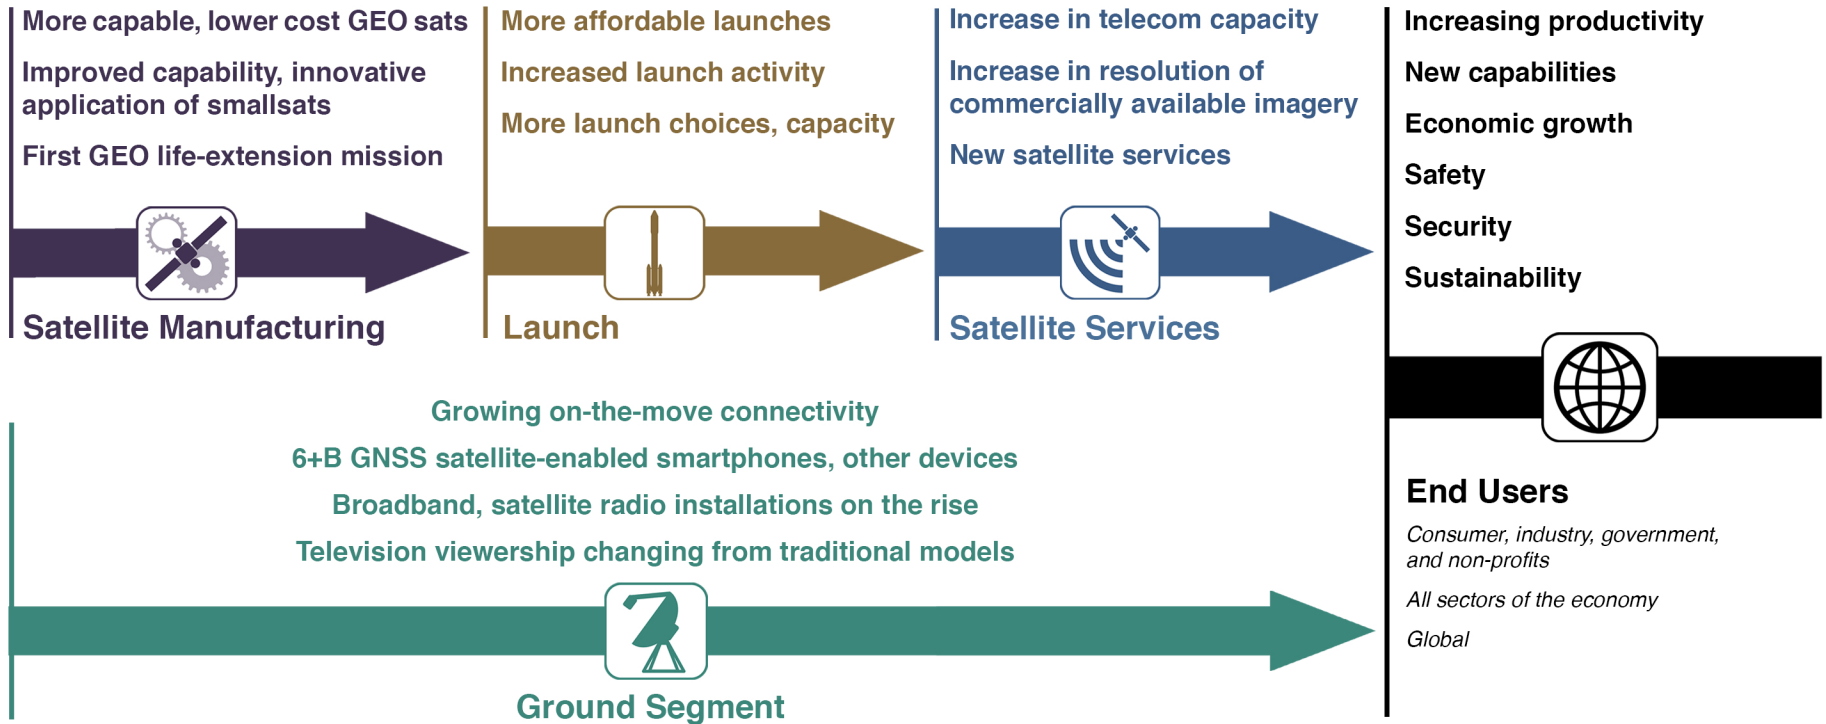 More capable, lower cost GEO sats
Improved capability, innovative
application of smallsats
First GEO life-extension mission
Satellite Manufacturing
More affordable launches
Increased launch activity
More launch choices, capacity
Launch
Increase in telecom capacity
Increase in resolution of
commercially available imagery
New satellite services
Satellite Services
Growing on-the-move connectivity
6+B GNSS satellite-enabled smartphones, other devices
Broadband, satellite radio installations on the rise
Television viewership changing from traditional models
Ground Segment
Increasing productivity
New capabilities
Economic growth
Safety
Security
Sustainability
End Users
Consumer, industry, government,
and non-profits
All sectors of the economy
Global